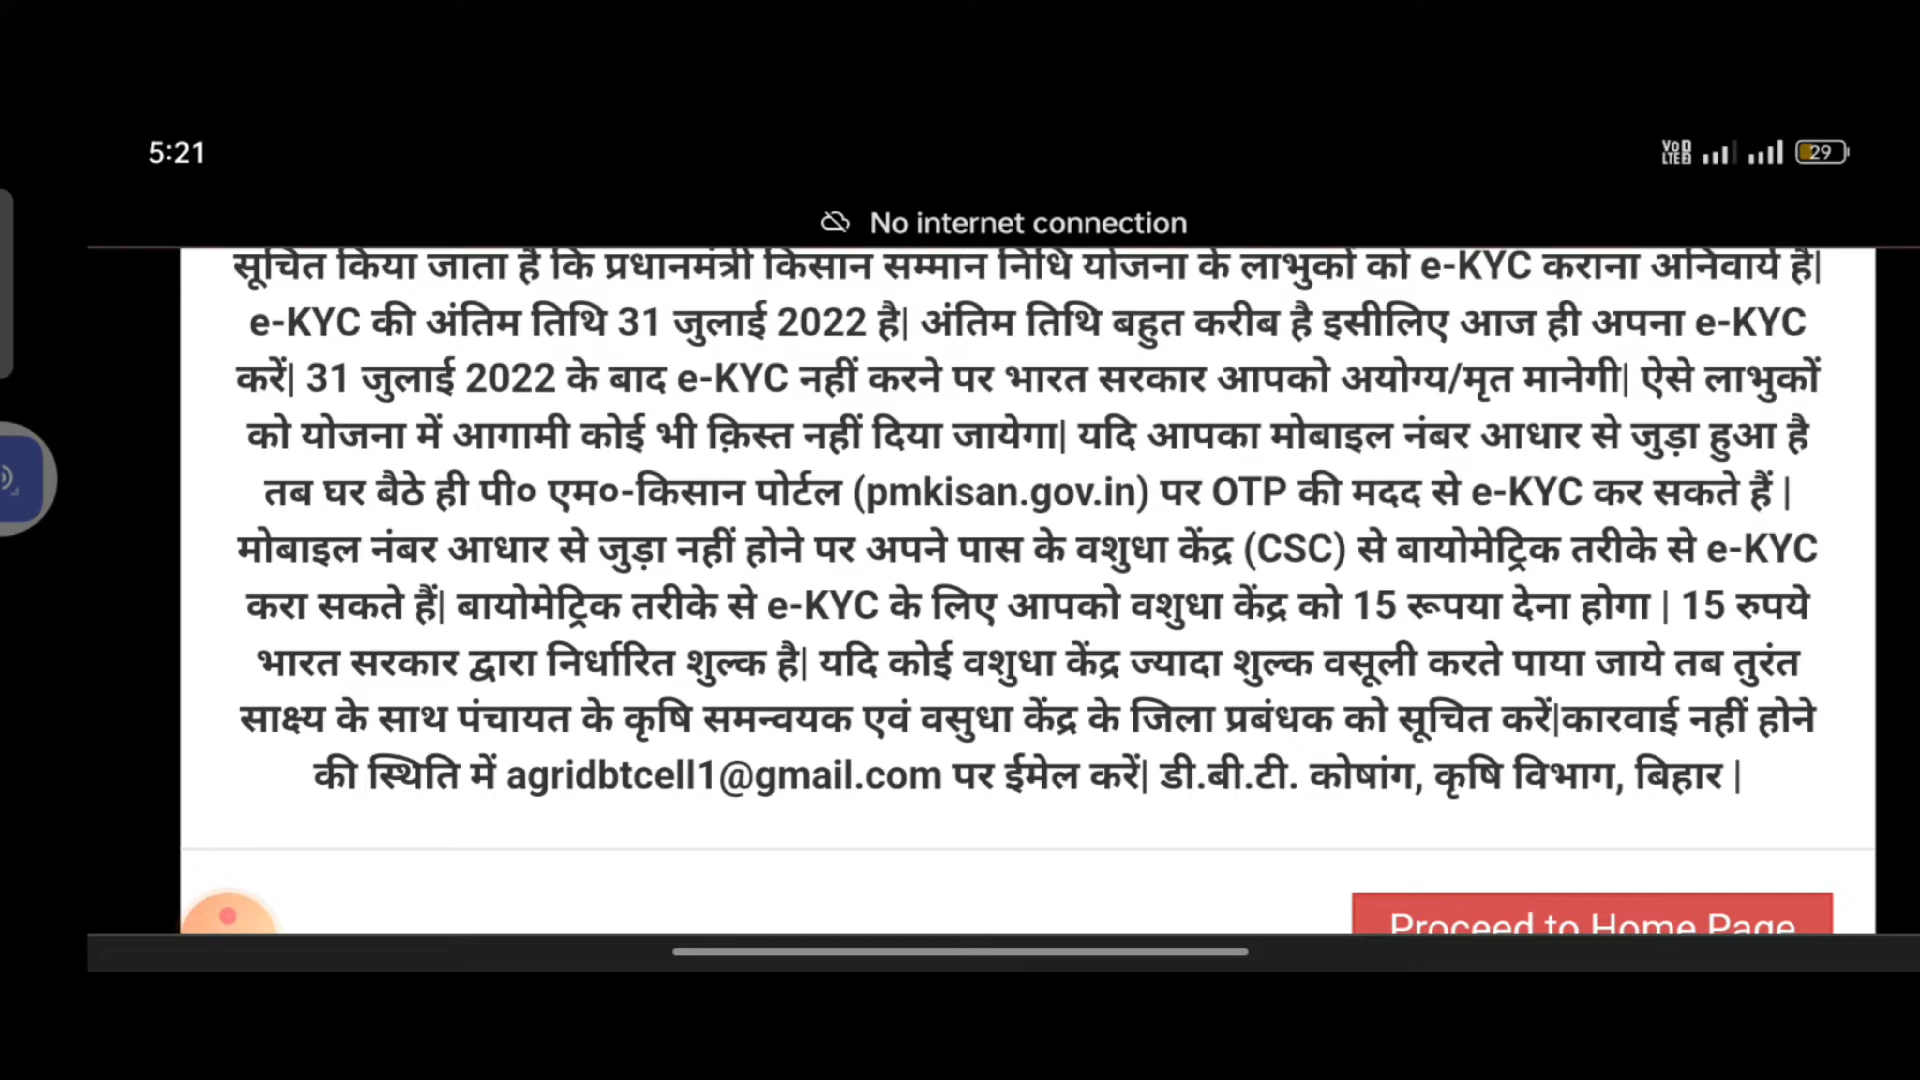 5:21
VoD LTE2 29
No internet connection
सूचित किया जाता है कि प्रधानमंत्री किसान सम्मान निधि योजना के लाभुकों को e-KYC कराना अनिवार्य है|
e-KYC की अंतिम तिथि 31 जुलाई 2022 है| अंतिम तिथि बहुत करीब है इसीलिए आज ही अपना e-KYC
करें| 31 जुलाई 2022 के बाद e-KYC नहीं करने पर भारत सरकार आपको अयोग्य/मृत मानेगी| ऐसे लाभुकों
को योजना में आगामी कोई भी क़िस्त नहीं दिया जायेगा| यदि आपका मोबाइल नंबर आधार से जुड़ा हुआ है
तब घर बैठे ही पी० एम०-किसान पोर्टल (pmkisan.gov.in) पर OTP की मदद से e-KYC कर सकते हैं |
मोबाइल नंबर आधार से जुड़ा नहीं होने पर अपने पास के वशुधा केंद्र (CSC) से बायोमेट्रिक तरीके से e-KYC
करा सकते हैं| बायोमेट्रिक तरीके से e-KYC के लिए आपको वशुधा केंद्र को 15 रूपया देना होगा | 15 रुपये
भारत सरकार द्वारा निर्धारित शुल्क है| यदि कोई वशुधा केंद्र ज्यादा शुल्क वसूली करते पाया जाये तब तुरंत
साक्ष्य के साथ पंचायत के कृषि समन्वयक एवं वसुधा केंद्र के जिला प्रबंधक को सूचित करें|कारवाई नहीं होने
की स्थिति में agridbtcell1@gmail.com पर ईमेल करें| डी.बी.टी. कोषांग, कृषि विभाग, बिहार |
Proceed to Home Page